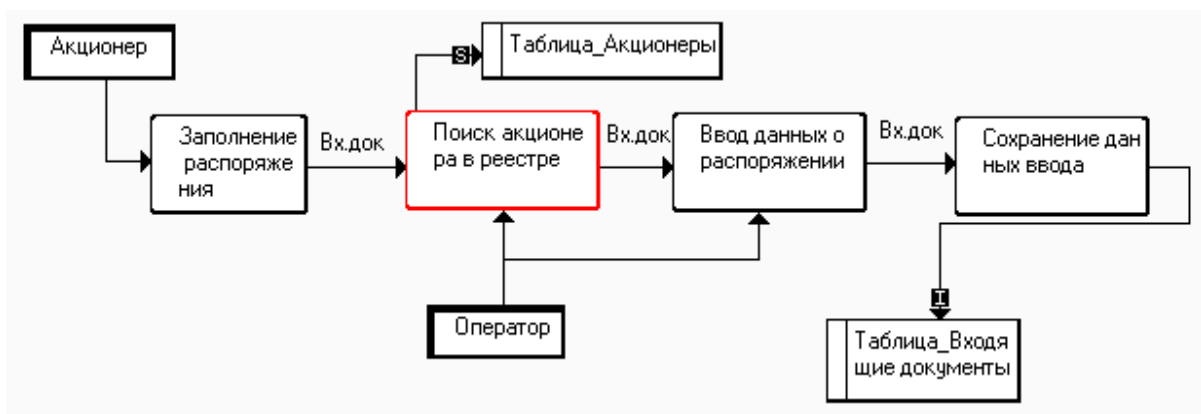 Акционер
S
Таблица_Акционеры
Заполнение
распоряже
ния
Вх.док
Поиск акционе
ра в реестре
Вх.док
Ввод данных о
распоряжении
Вх.док
Сохранение дан
ных ввода
Оператор
I
Таблица_Входя
щие документы